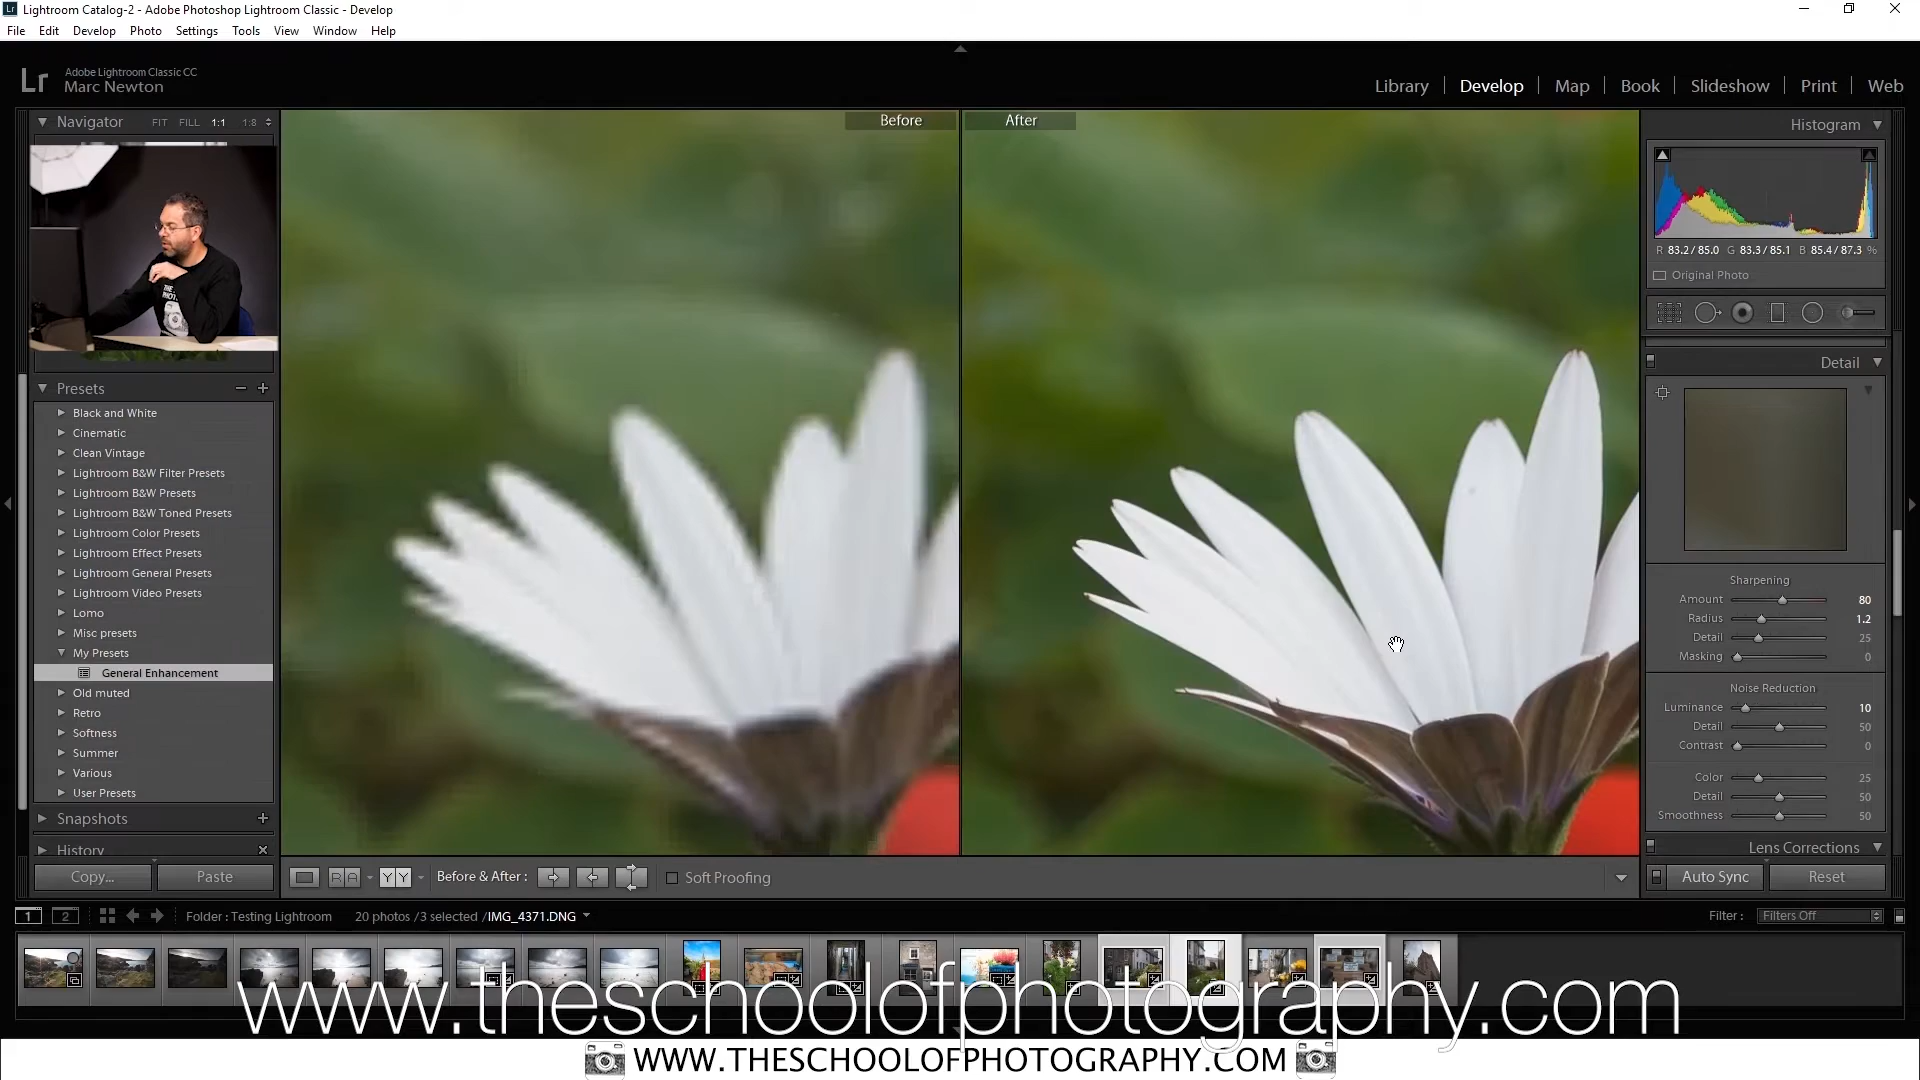 Lr Lightroom Catalog-2 - Adobe Photoshop Lightroom Classic - Develop
File Edit Develop Photo Settings Tools View Window Help
Lr Adobe Lightroom Classic CC
Marc Newton
Library Develop Map Book Slideshow Print Web
Navigator FIT FILL 1:1 1:8
Before After
Histogram
R 83.2 / 85.0 G 83.3 / 85.1 B 85.4 / 87.3 %
Original Photo
THE
PHOT
Detail
Presets
Black and White
Cinematic
Clean Vintage
Lightroom B&W Filter Presets
Lightroom B&W Presets
Lightroom B&W Toned Presets
Lightroom Color Presets
Lightroom Effect Presets
Lightroom General Presets
Lightroom Video Presets
Lomo
Misc presets
My Presets
General Enhancement
Old muted
Retro
Softness
Summer
Various
User Presets
Snapshots
History
Copy... Paste
Sharpening
Amount 80
Radius 1.2
Detail 25
Masking 0
Noise Reduction
Luminance 10
Detail 50
Contrast 0
Color 25
Detail 50
Smoothness 50
Lens Corrections
RA YY Before & After : Soft Proofing
Auto Sync Reset
1 2 Folder : Testing Lightroom 20 photos /3 selected /IMG_4371.DNG
Filter : Filters Off
www.theschoolofphotography.com
WWW.THESCHOOLOFPHOTOGRAPHY.COM